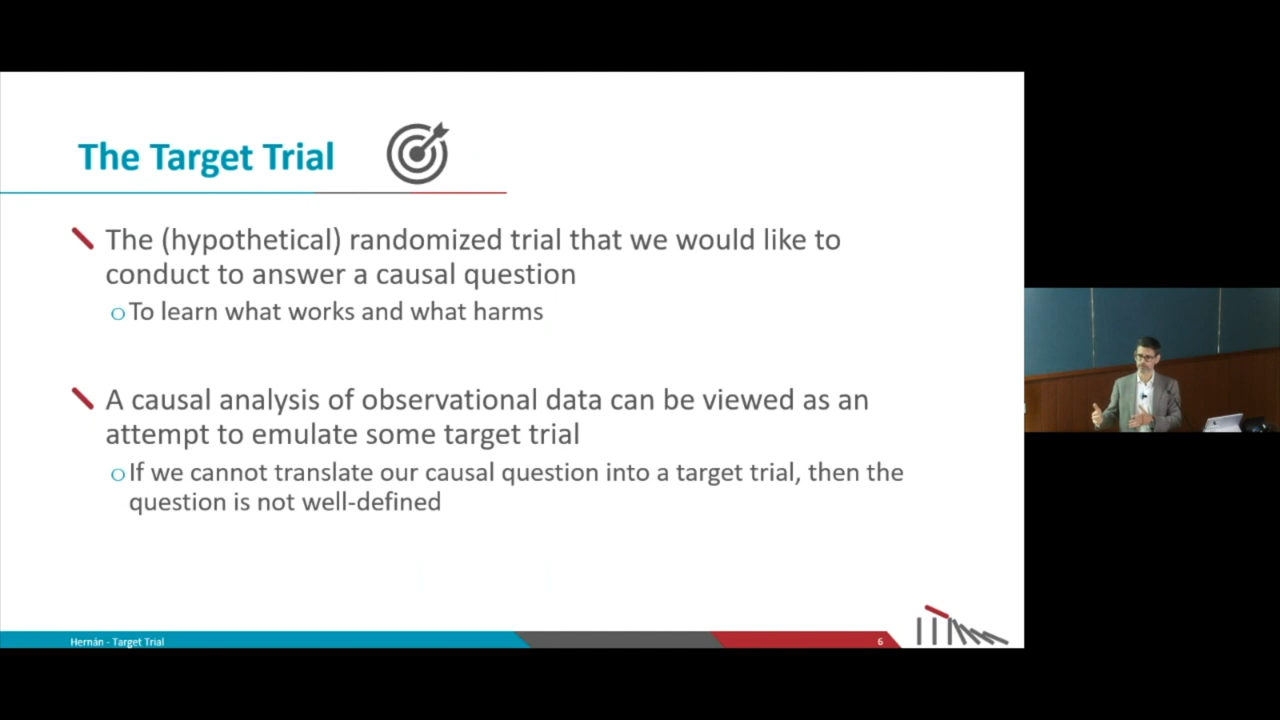 The Target Trial
The (hypothetical) randomized trial that we would like to
conduct to answer a causal question
o To learn what works and what harms
A causal analysis of observational data can be viewed as an
attempt to emulate some target trial
o If we cannot translate our causal question into a target trial, then the
question is not well-defined
Hernán - Target Trial
6